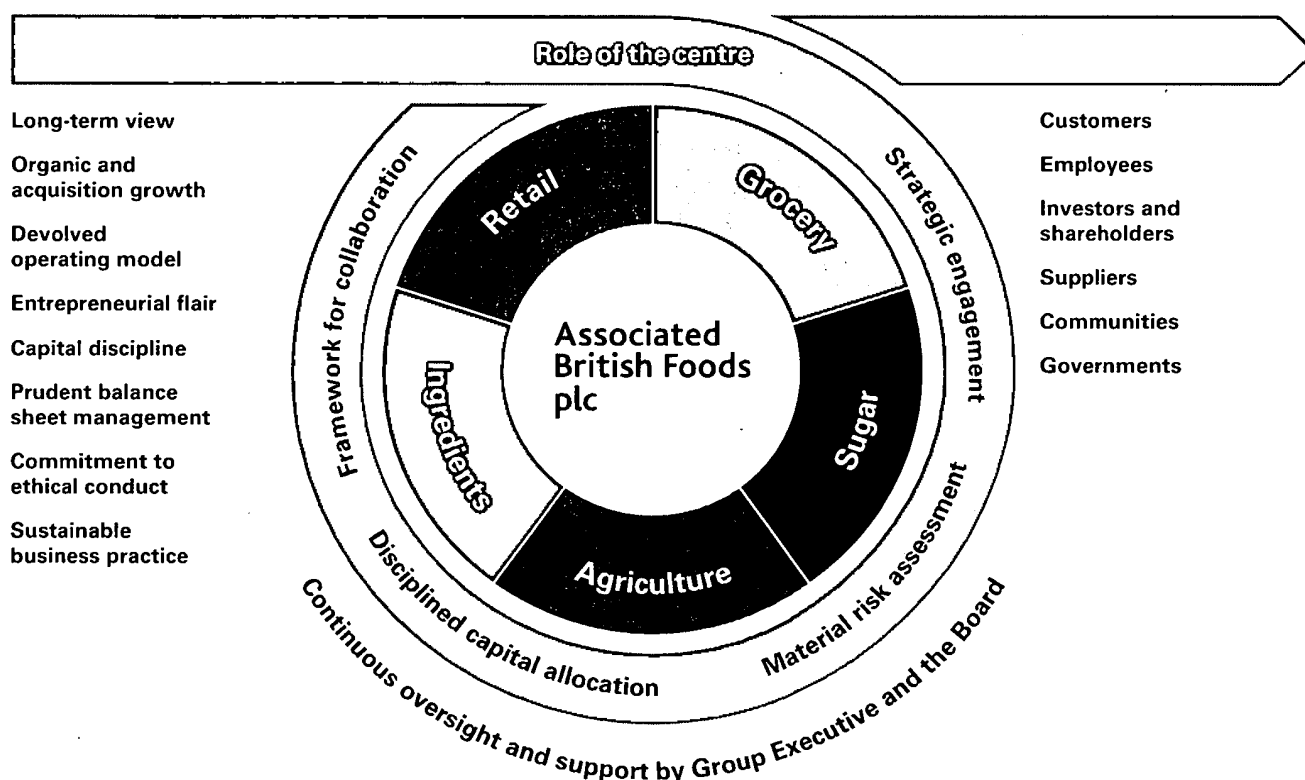 Role of the centre
Long-term view
Organic and
acquisition growth
Devolved
operating model
Entrepreneurial flair
Capital discipline
Prudent balance
sheet management
Commitment to
ethical conduct
Sustainable
business practice
Framework for collaboration
Strategic engagement
Material risk assessment
Disciplined capital allocation
Continuous oversight and support by Group Executive and the Board
Retail
Grocery
Sugar
Agriculture
Ingredients
Associated
British Foods
plc
Customers
Employees
Investors and
shareholders
Suppliers
Communities
Governments